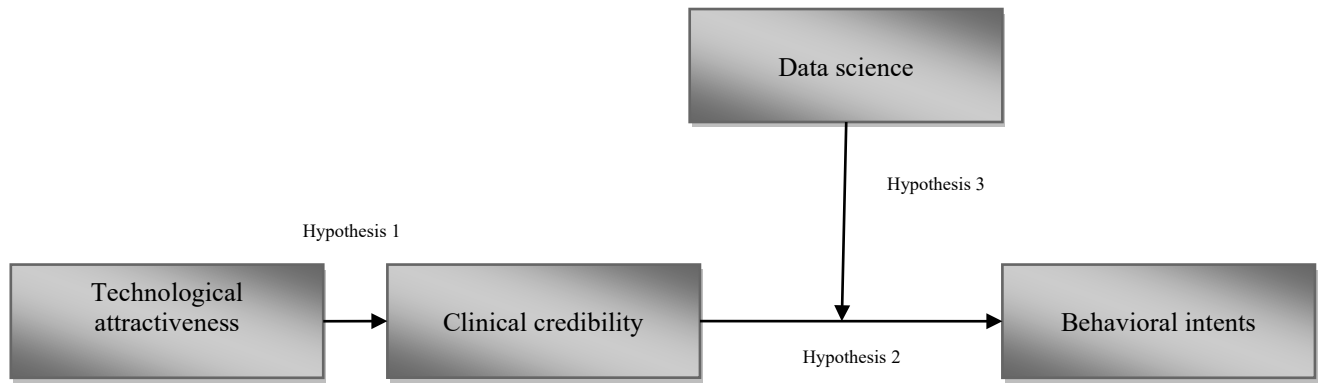 Data science
Hypothesis 3
Hypothesis 1
Technological
attractiveness
Clinical credibility
Behavioral intents
Hypothesis 2